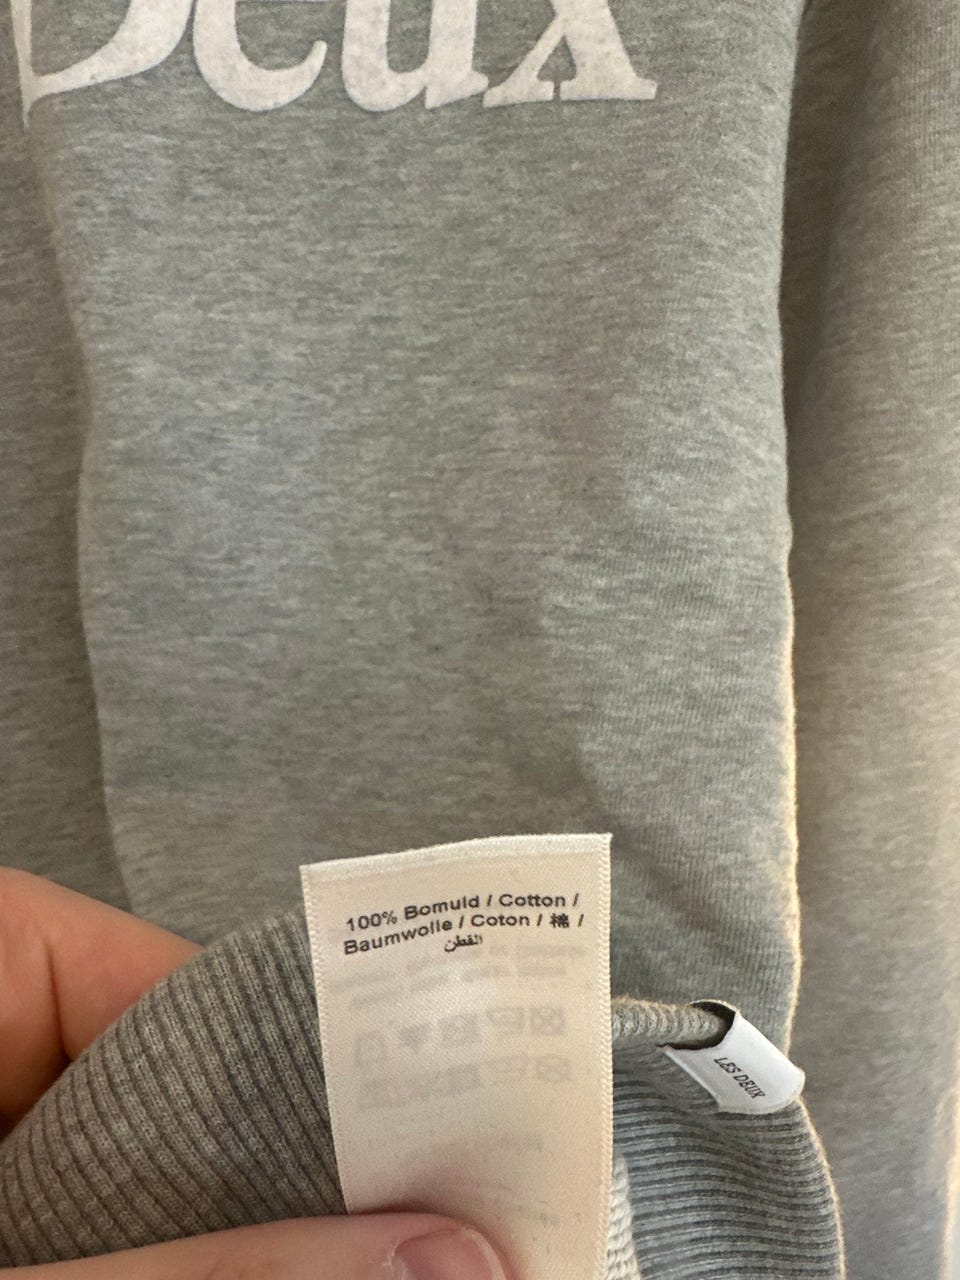 Deux
100% Bomuld / Cotton /
Baumwolle / Coton / 棉 /
القطن
LES DEUX